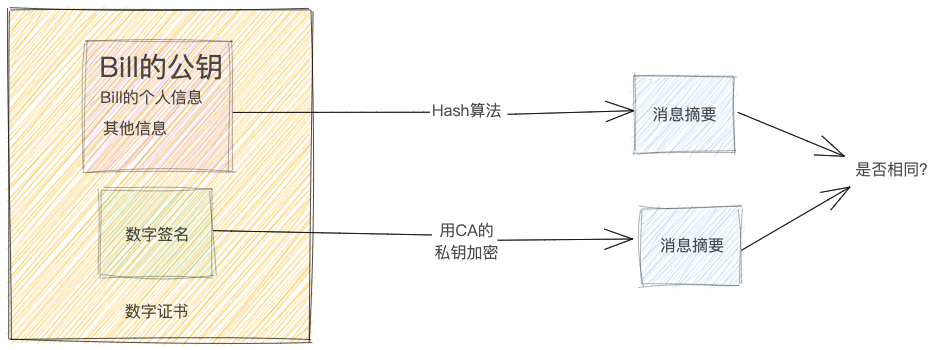 Bill的公钥
Bill的个人信息
其他信息
Hash算法
消息摘要
是否相同?
数字签名
用CA的
私钥加密
消息摘要
数字证书